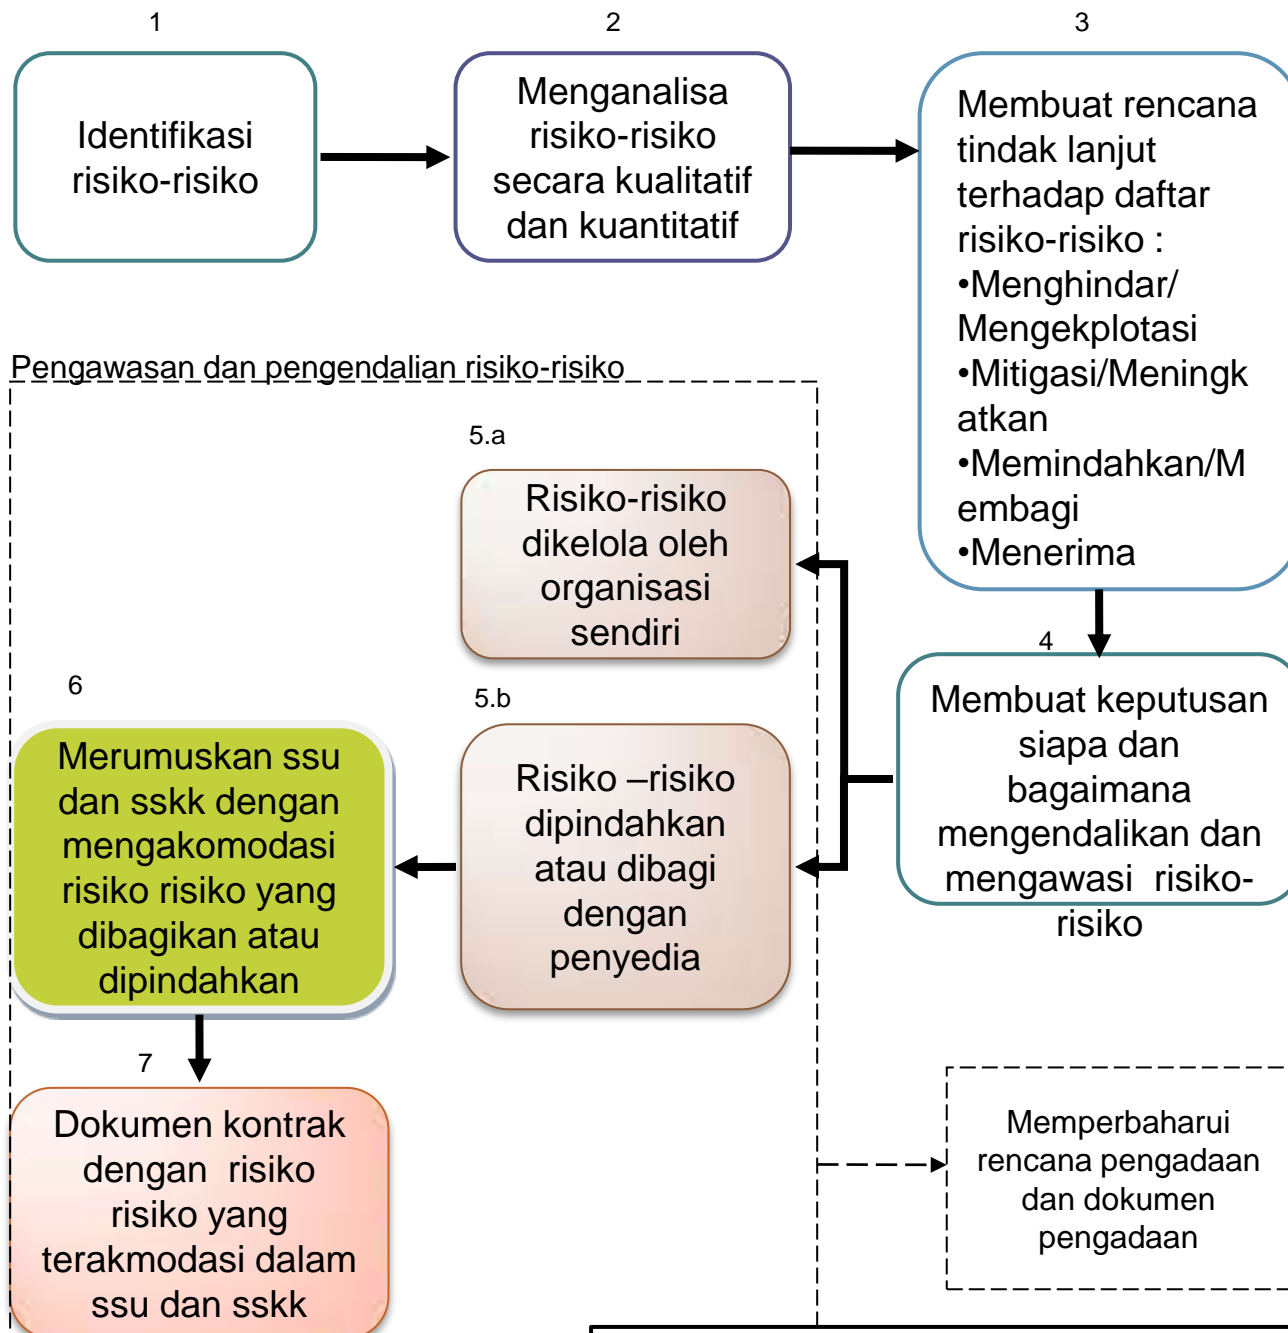 1
Identifikasi
risiko-risiko
2
Menganalisa
risiko-risiko
secara kualitatif
dan kuantitatif
3
Membuat rencana
tindak lanjut
terhadap daftar
risiko-risiko :
•Menghindar/
Mengekplotasi
•Mitigasi/Meningk
atkan
•Memindahkan/M
embagi
•Menerima
Pengawasan dan pengendalian risiko-risiko
4
Membuat keputusan
siapa dan
bagaimana
mengendalikan dan
mengawasi  risiko-
risiko
5.a
Risiko-risiko
dikelola oleh
organisasi
sendiri
5.b
Risiko –risiko
dipindahkan
atau dibagi
dengan
penyedia
6
Merumuskan ssu
dan sskk dengan
mengakomodasi
risiko risiko yang
dibagikan atau
dipindahkan
7
Dokumen kontrak
dengan  risiko
risiko yang
terakmodasi dalam
ssu dan sskk
Memperbaharui
rencana pengadaan
dan dokumen
pengadaan